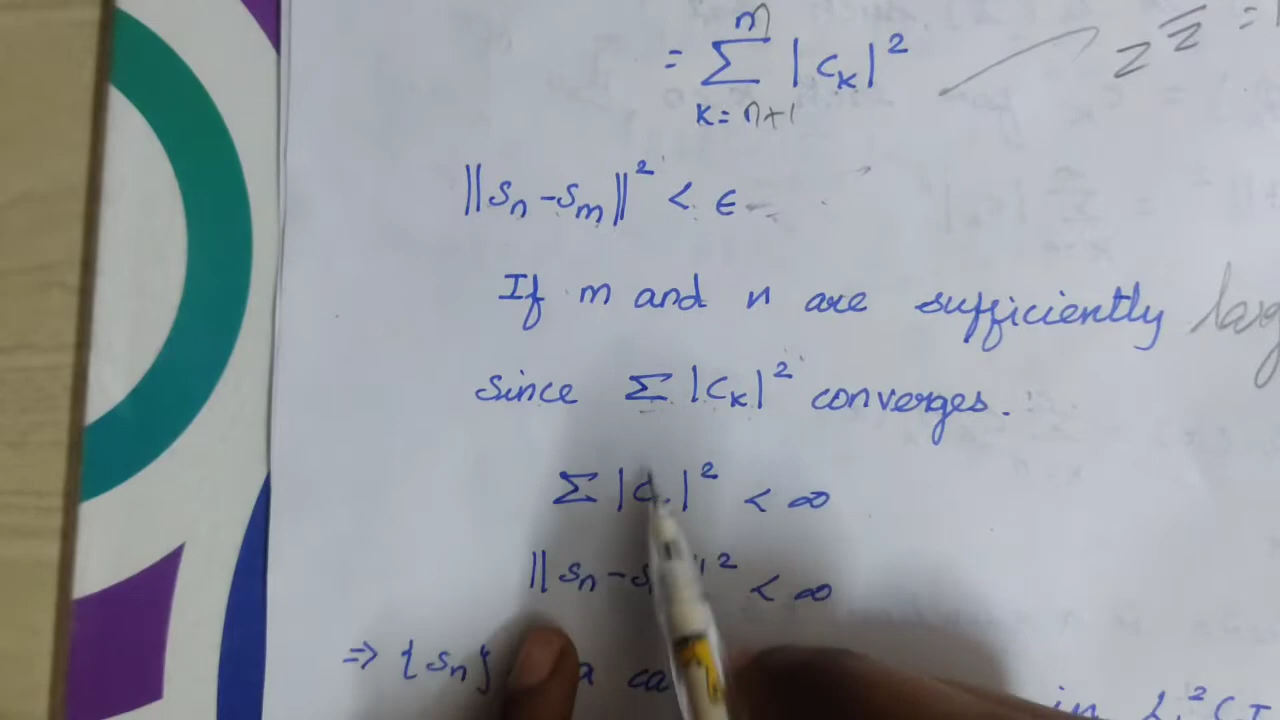 = Σ_{k=n+1}^{m} |c_k|² z z̄ =
||s_n - s_m||² < ε
If m and n are sufficiently
since Σ |c_k|² converges.
Σ |c |² < ∞
||s_n - s ||² < ∞
⇒ {s_n} a in